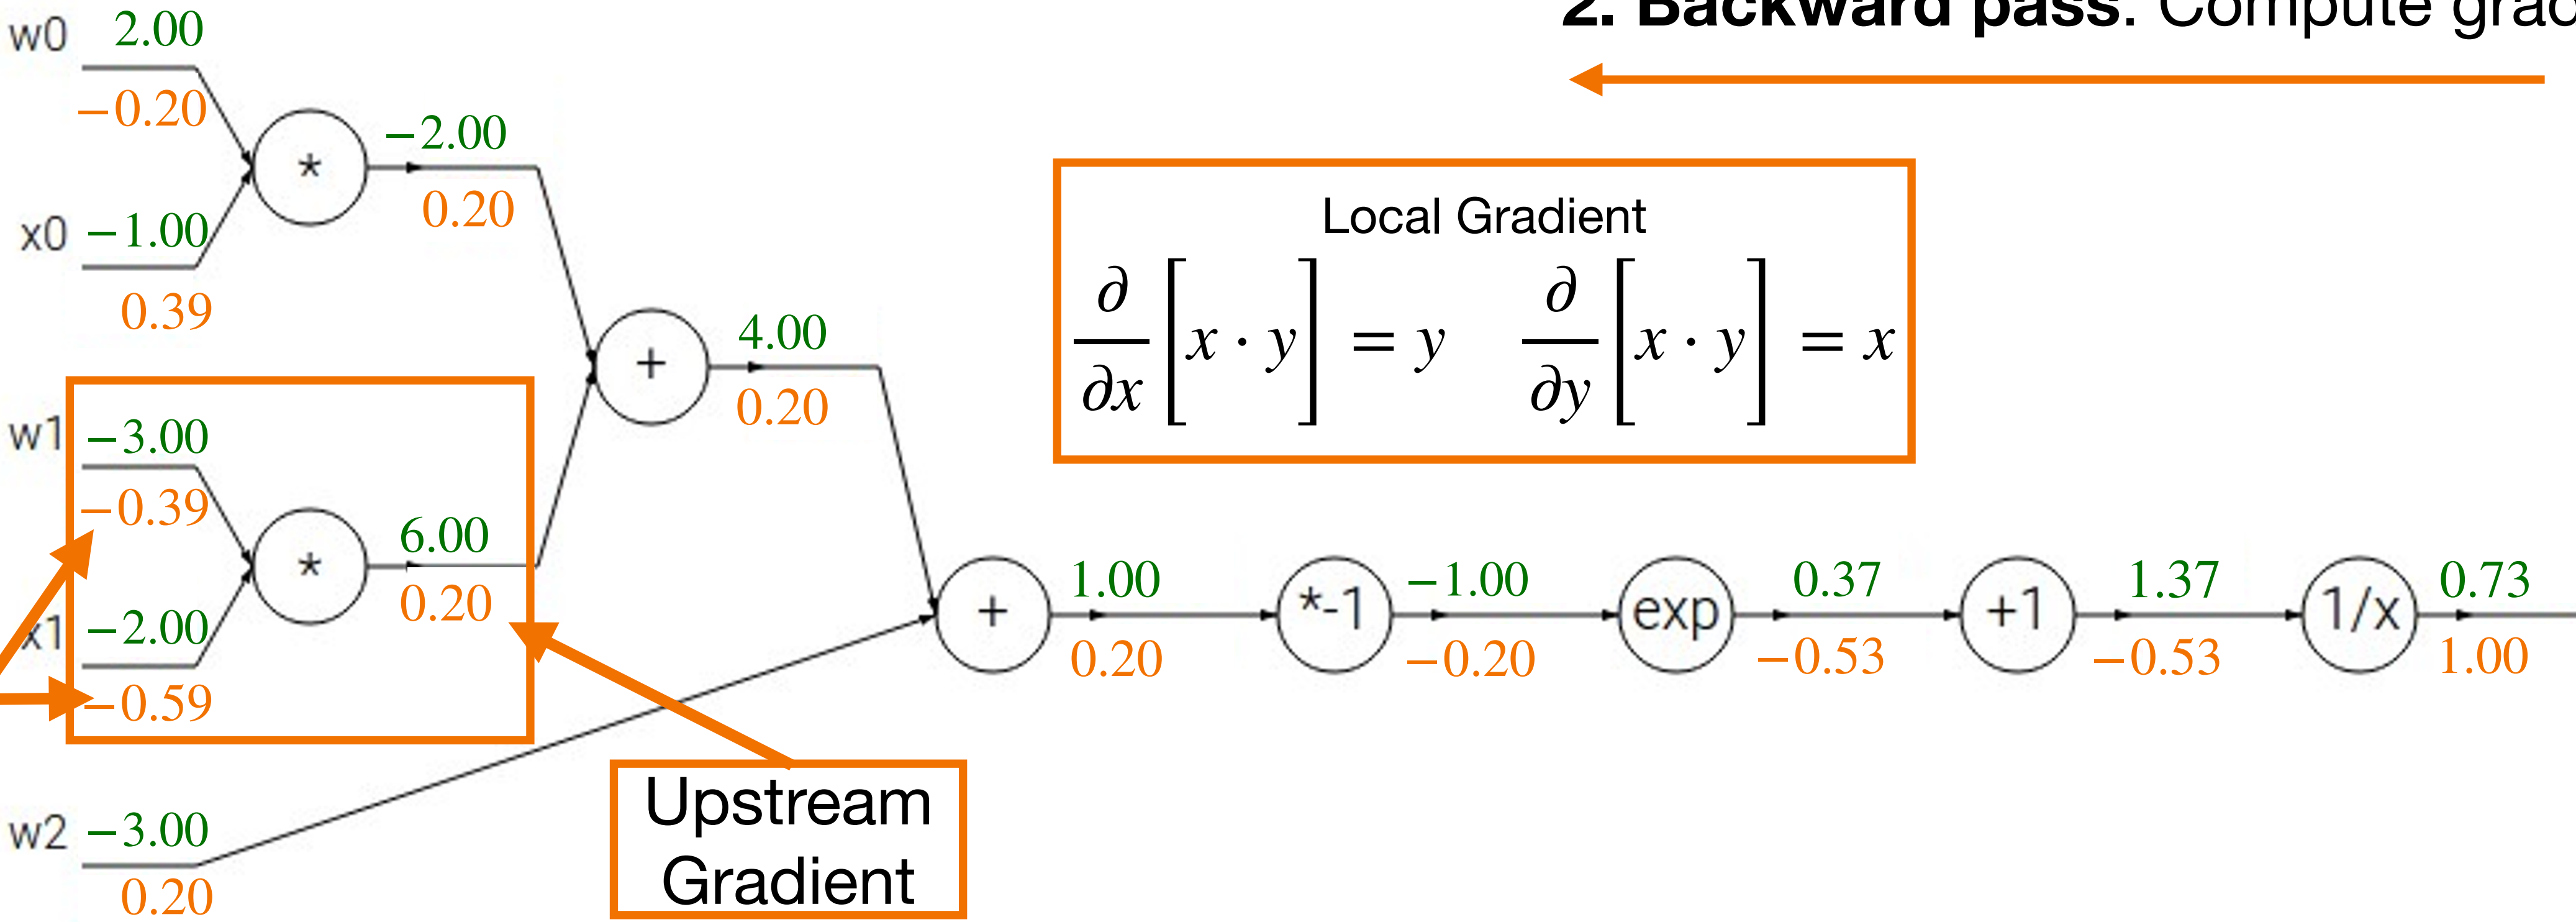 2. Backward pass: Compute grad
w0 2.00
−0.20
* −2.00
0.20
x0 −1.00
0.39
Local Gradient
∂/∂x [x · y] = y ∂/∂y [x · y] = x
+ 4.00
0.20
w1 −3.00
−0.39
* 6.00
0.20
x1 −2.00
−0.59
+ 1.00 *-1 −1.00 exp 0.37 +1 1.37 1/x 0.73
0.20 −0.20 −0.53 −0.53 1.00
Upstream
Gradient
w2 −3.00
0.20